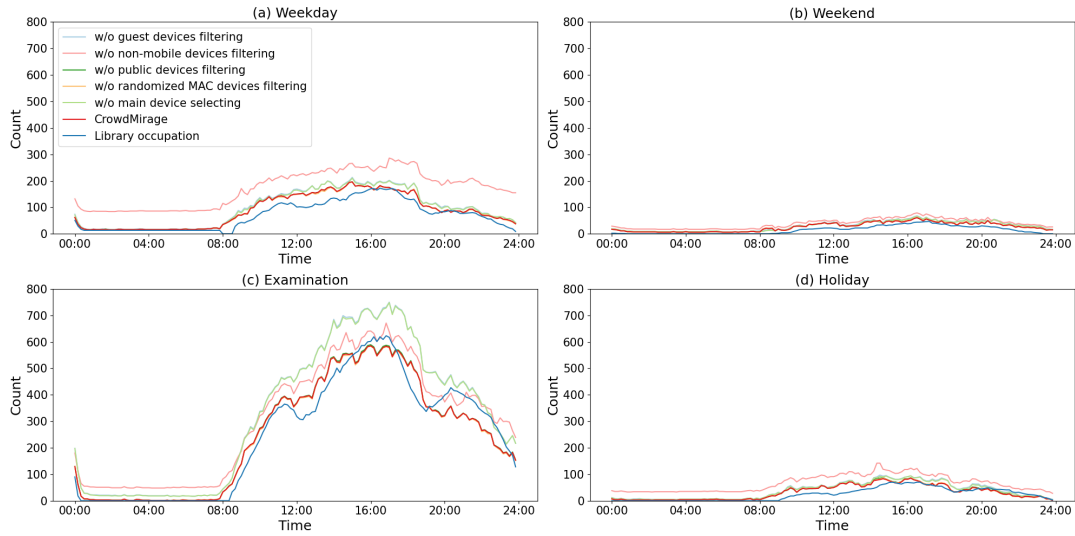 (a) Weekday
800
700
600
500
400
300
200
100
0
Count
w/o guest devices filtering
w/o non-mobile devices filtering
w/o public devices filtering
w/o randomized MAC devices filtering
w/o main device selecting
CrowdMirage
Library occupation
00:00 04:00 08:00 12:00 16:00 20:00 24:00
Time
(b) Weekend
800
700
600
500
400
300
200
100
0
Count
00:00 04:00 08:00 12:00 16:00 20:00 24:00
Time
(c) Examination
800
700
600
500
400
300
200
100
0
Count
00:00 04:00 08:00 12:00 16:00 20:00 24:00
Time
(d) Holiday
800
700
600
500
400
300
200
100
0
Count
00:00 04:00 08:00 12:00 16:00 20:00 24:00
Time